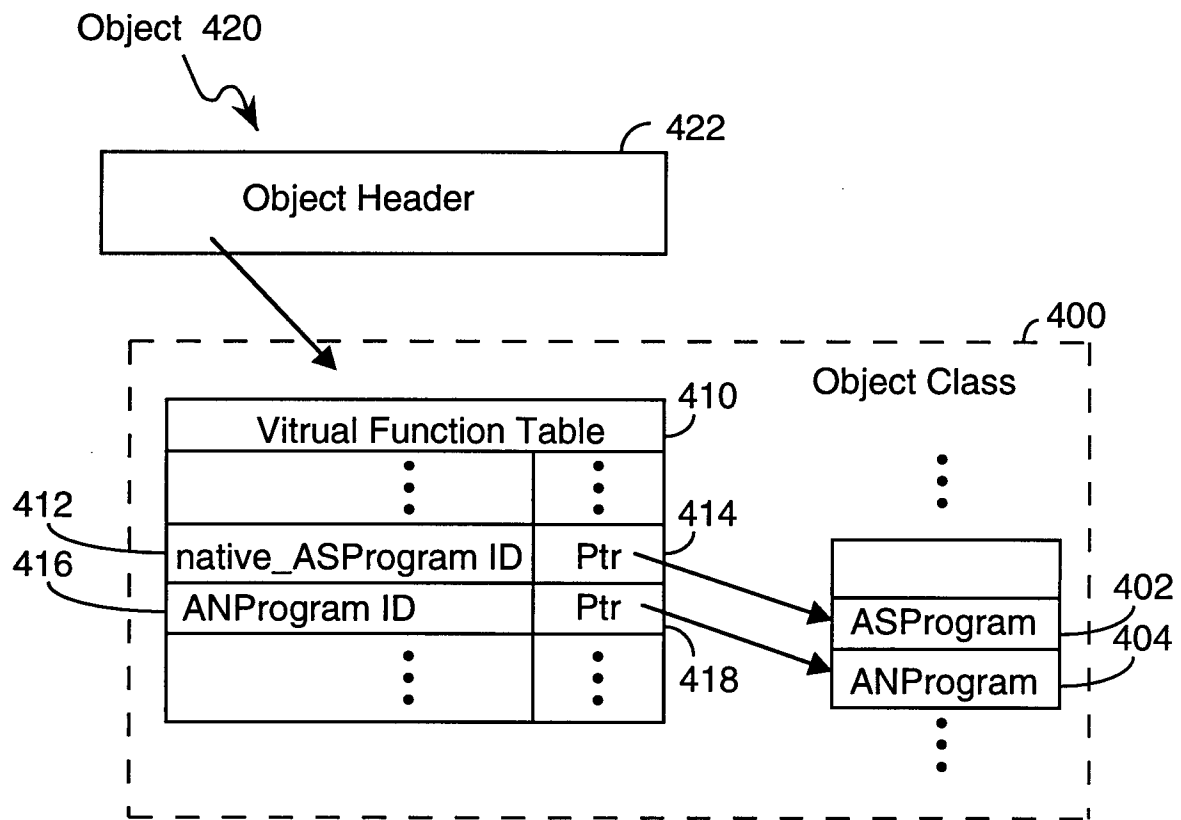 Object 420
422
Object Header
400
Object Class
410
Vitrual Function Table
412
414
native_ASProgram ID Ptr
416
ANProgram ID Ptr
418
402
ASProgram
404
ANProgram